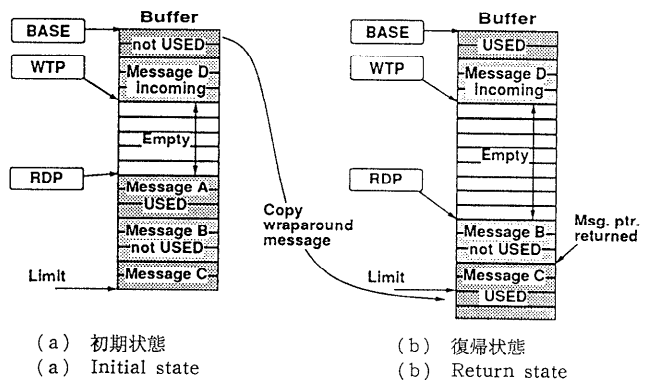 Buffer
BASE
not USED
WTP
Message D
Incoming
Empty
RDP
Message A
USED
Message B
not USED
Message C
Limit
Copy
wraparound
message
(a) 初期状態
(a) Initial state
Buffer
BASE
USED
WTP
Message D
Incoming
Empty
RDP
Message B
not USED
Msg. ptr.
returned
Message C
Limit
USED
(b) 復帰状態
(b) Return state